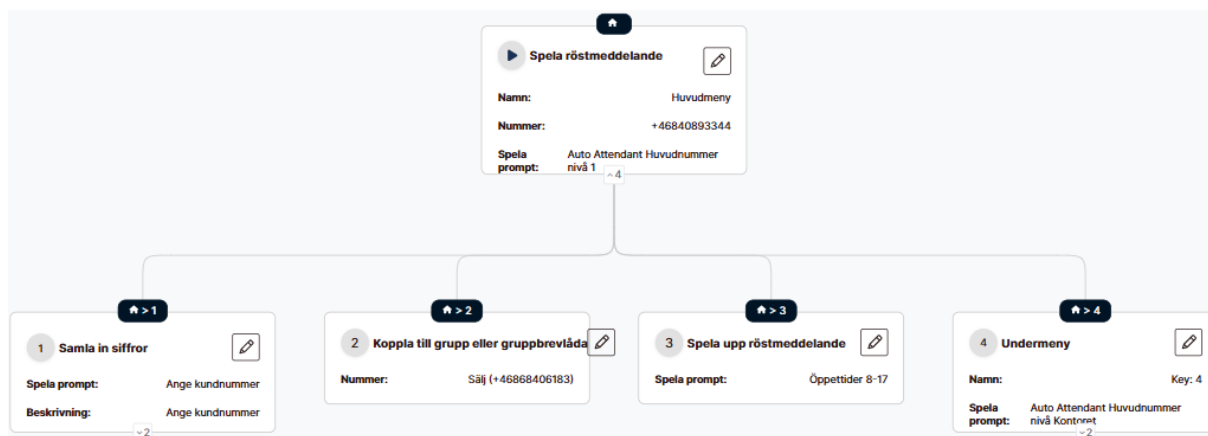 Spela röstmeddelande
Namn: Huvudmeny
Nummer: +46840893344
Spela prompt: Auto Attendant Huvudnummer nivå 1
4
> 1
1 Samla in siffror
Spela prompt: Ange kundnummer
Beskrivning: Ange kundnummer
2
> 2
2 Koppla till grupp eller gruppbrevlåda
Nummer: Sälj (+46868406183)
> 3
3 Spela upp röstmeddelande
Spela prompt: Öppettider 8-17
> 4
4 Undermeny
Namn: Key: 4
Spela prompt: Auto Attendant Huvudnummer nivå Kontoret
2